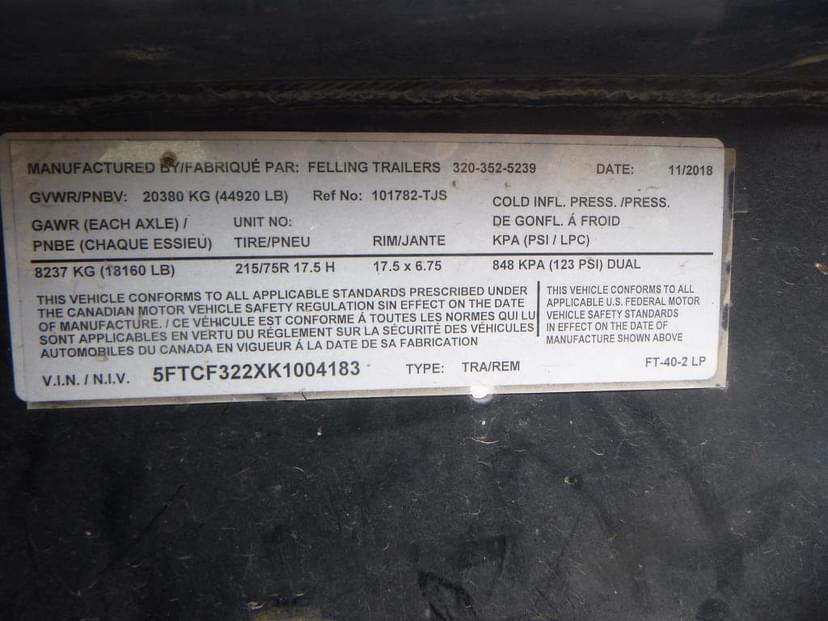 MANUFACTURED BY/FABRIQUÉ PAR: FELLING TRAILERS 320-352-5239 DATE: 11/2018
GVWR/PNBV: 20380 KG (44920 LB) Ref No: 101782-TJS COLD INFL. PRESS. /PRESS.
GAWR (EACH AXLE) / UNIT NO: DE GONFL. Á FROID
PNBE (CHAQUE ESSIEU) TIRE/PNEU RIM/JANTE KPA (PSI / LPC)
8237 KG (18160 LB) 215/75R 17.5 H 17.5 x 6.75 848 KPA (123 PSI) DUAL
THIS VEHICLE CONFORMS TO ALL APPLICABLE STANDARDS PRESCRIBED UNDER
THE CANADIAN MOTOR VEHICLE SAFETY REGULATION SIN EFFECT ON THE DATE
OF MANUFACTURE. / CE VÉHICULE EST CONFORME Á TOUTES LES NORMES QUI LU
SONT APPLICABLES EN VERTU DU RÉGLEMENT SUR LA SÉCURITÉ DES VÉHICULES
AUTOMOBILES DU CANADA EN VIGUEUR Á LA DATE DE SA FABRICATION
THIS VEHICLE CONFORMS TO ALL
APPLICABLE U.S. FEDERAL MOTOR
VEHICLE SAFETY STANDARDS
IN EFFECT ON THE DATE OF
MANUFACTURE SHOWN ABOVE
V.I.N. / N.I.V. 5FTCF322XK1004183 TYPE: TRA/REM FT-40-2 LP